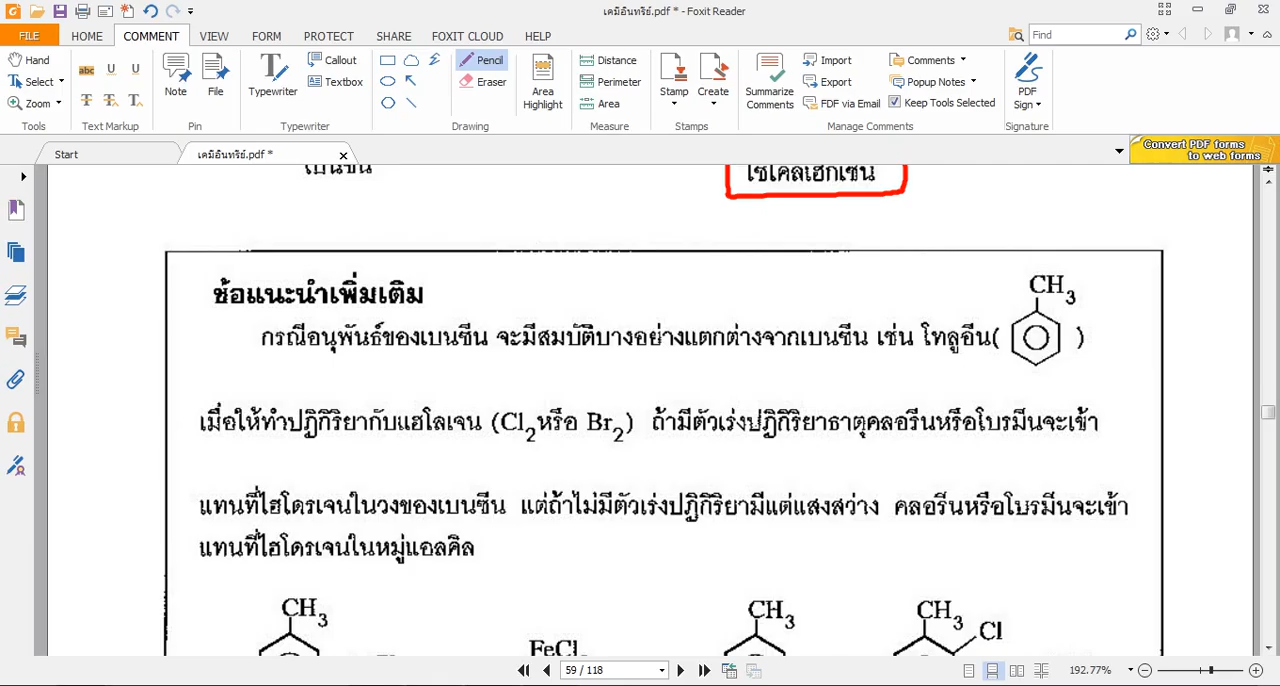 เคมีอินทรีย์.pdf * - Foxit Reader
FILE HOME COMMENT VIEW FORM PROTECT SHARE FOXIT CLOUD HELP Find
Hand
Select
Zoom
Tools
abc U U
T T T
Text Markup
Note File
Pin
Typewriter Callout
Textbox
Typewriter
Pencil
Eraser
Area Highlight
Drawing
Distance
Perimeter
Area
Measure
Stamp Create
Stamps
Summarize Comments
Import
Export
FDF via Email
Comments
Popup Notes
Keep Tools Selected
Manage Comments
PDF Sign
Signature
Start เคมีอินทรีย์.pdf *
Convert PDF forms
to web forms
เบนซีน ไซโคลเฮกเซน
ข้อแนะนำเพิ่มเติม
CH3
กรณีอนุพันธ์ของเบนซีน จะมีสมบัติบางอย่างแตกต่างจากเบนซีน เช่น โทลูอีน( )
เมื่อให้ทำปฏิกิริยากับแฮโลเจน (Cl2หรือ Br2) ถ้ามีตัวเร่งปฏิกิริยาธาตุคลอรีนหรือโบรมีนจะเข้า
แทนที่ไฮโดรเจนในวงของเบนซีน แต่ถ้าไม่มีตัวเร่งปฏิกิริยามีแต่แสงสว่าง คลอรีนหรือโบรมีนจะเข้า
แทนที่ไฮโดรเจนในหมู่แอลคิล
CH3 CH3 CH3
Cl
FeCl
59 / 118 192.77%